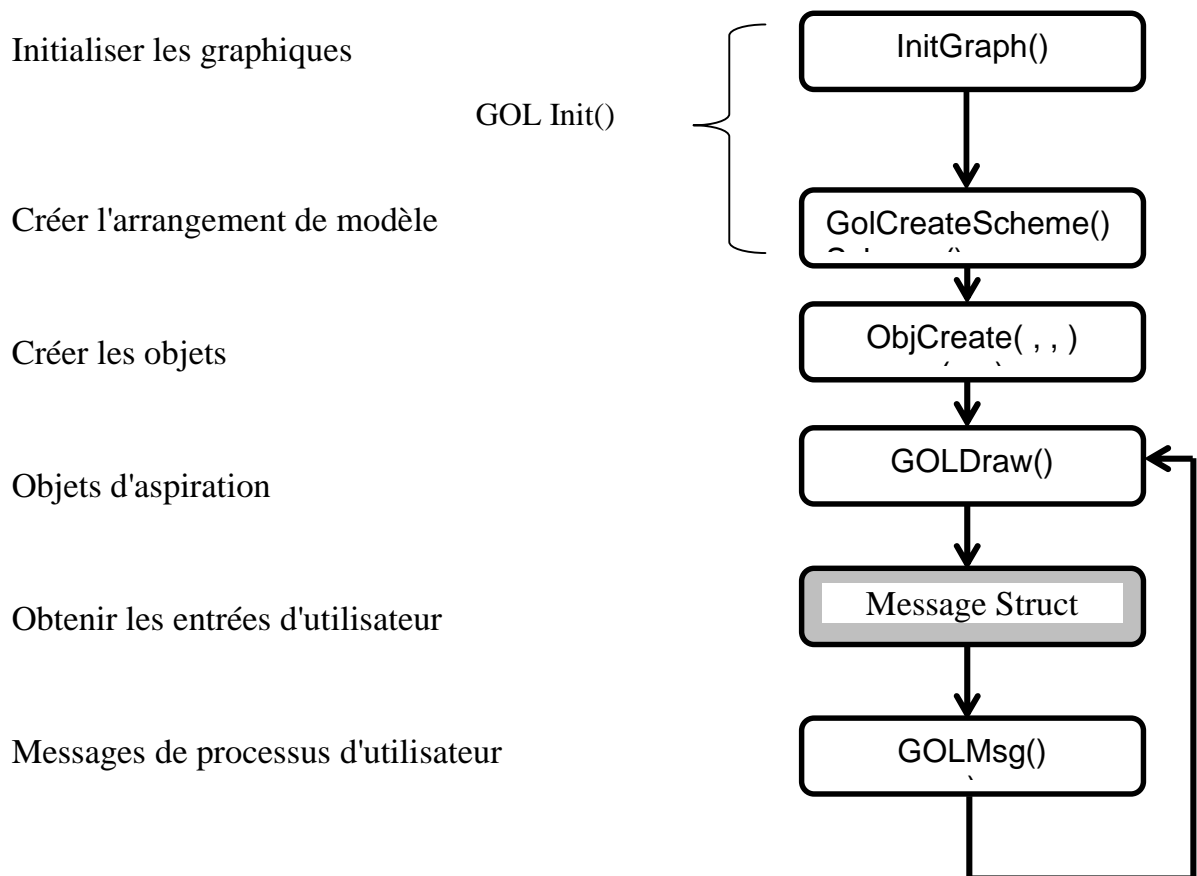 Initialiser les graphiques
InitGraph()
GOL Init()
Créer l'arrangement de modèle
GolCreateScheme()
Créer les objets
ObjCreate( , , )
Objets d'aspiration
GOLDraw()
Obtenir les entrées d'utilisateur
Message Struct
Messages de processus d'utilisateur
GOLMsg()